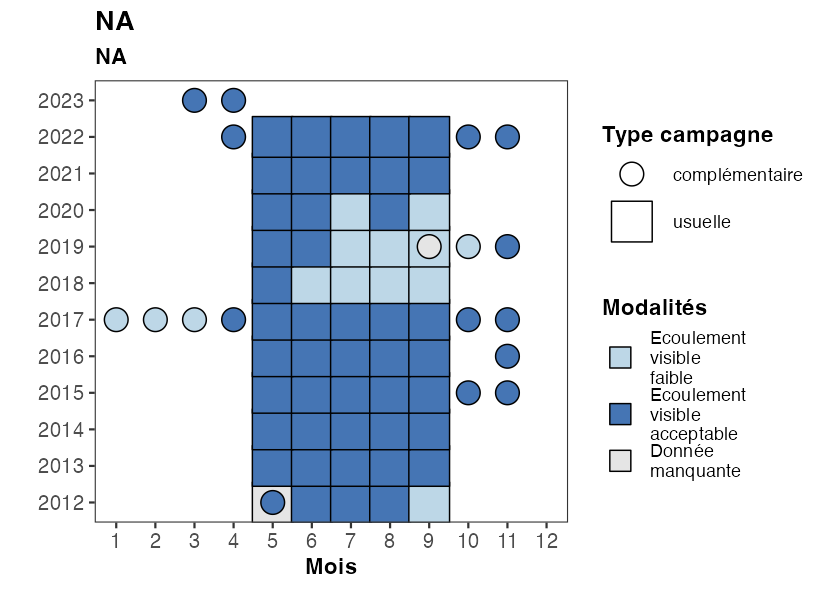 NA
NA
2023
2022
2021
2020
2019
2018
2017
2016
2015
2014
2013
2012
1 2 3 4 5 6 7 8 9 10 11 12
Mois
Type campagne
complémentaire
usuelle
Modalités
Ecoulement
visible
faible
Ecoulement
visible
acceptable
Donnée
manquante